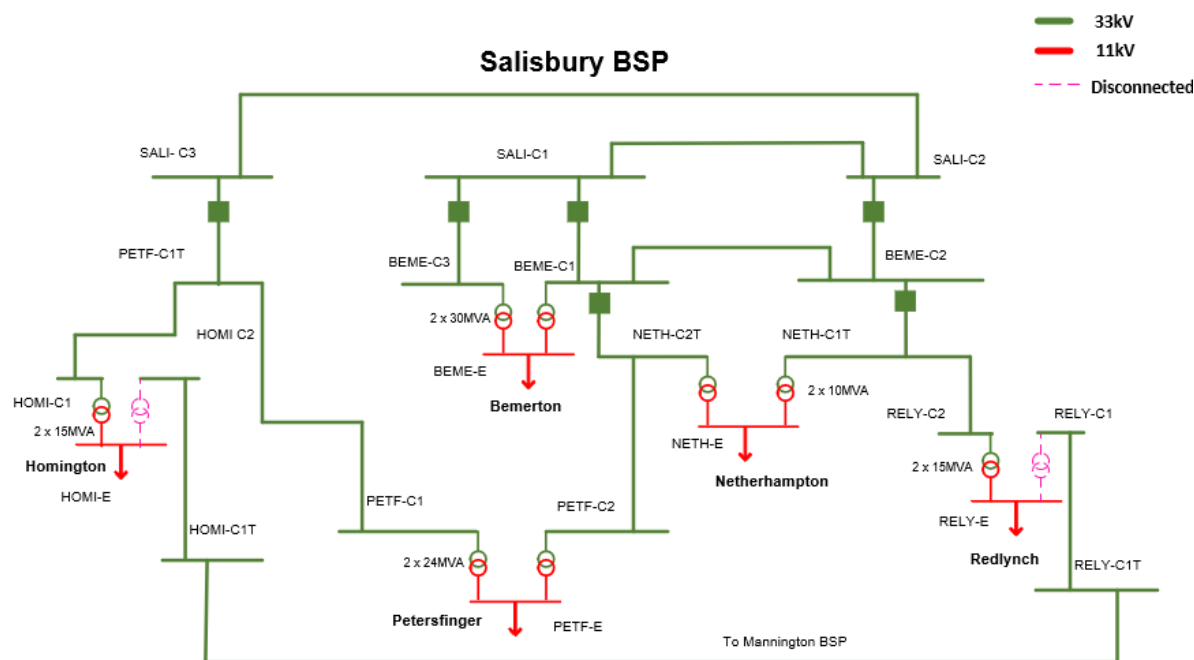 33kV
11kV
Disconnected
Salisbury BSP
SALI- C3
SALI-C1
SALI-C2
PETF-C1T
BEME-C3
BEME-C1
BEME-C2
2 x 30MVA
HOMI C2
NETH-C2T
NETH-C1T
BEME-E
Bemerton
HOMI-C1
2 x 10MVA
2 x 15MVA
RELY-C2
RELY-C1
Homington
NETH-E
HOMI-E
Netherhampton
2 x 15MVA
PETF-C1
PETF-C2
RELY-E
HOMI-C1T
Redlynch
2 x 24MVA
RELY-C1T
Petersfinger
PETF-E
To Mannington BSP